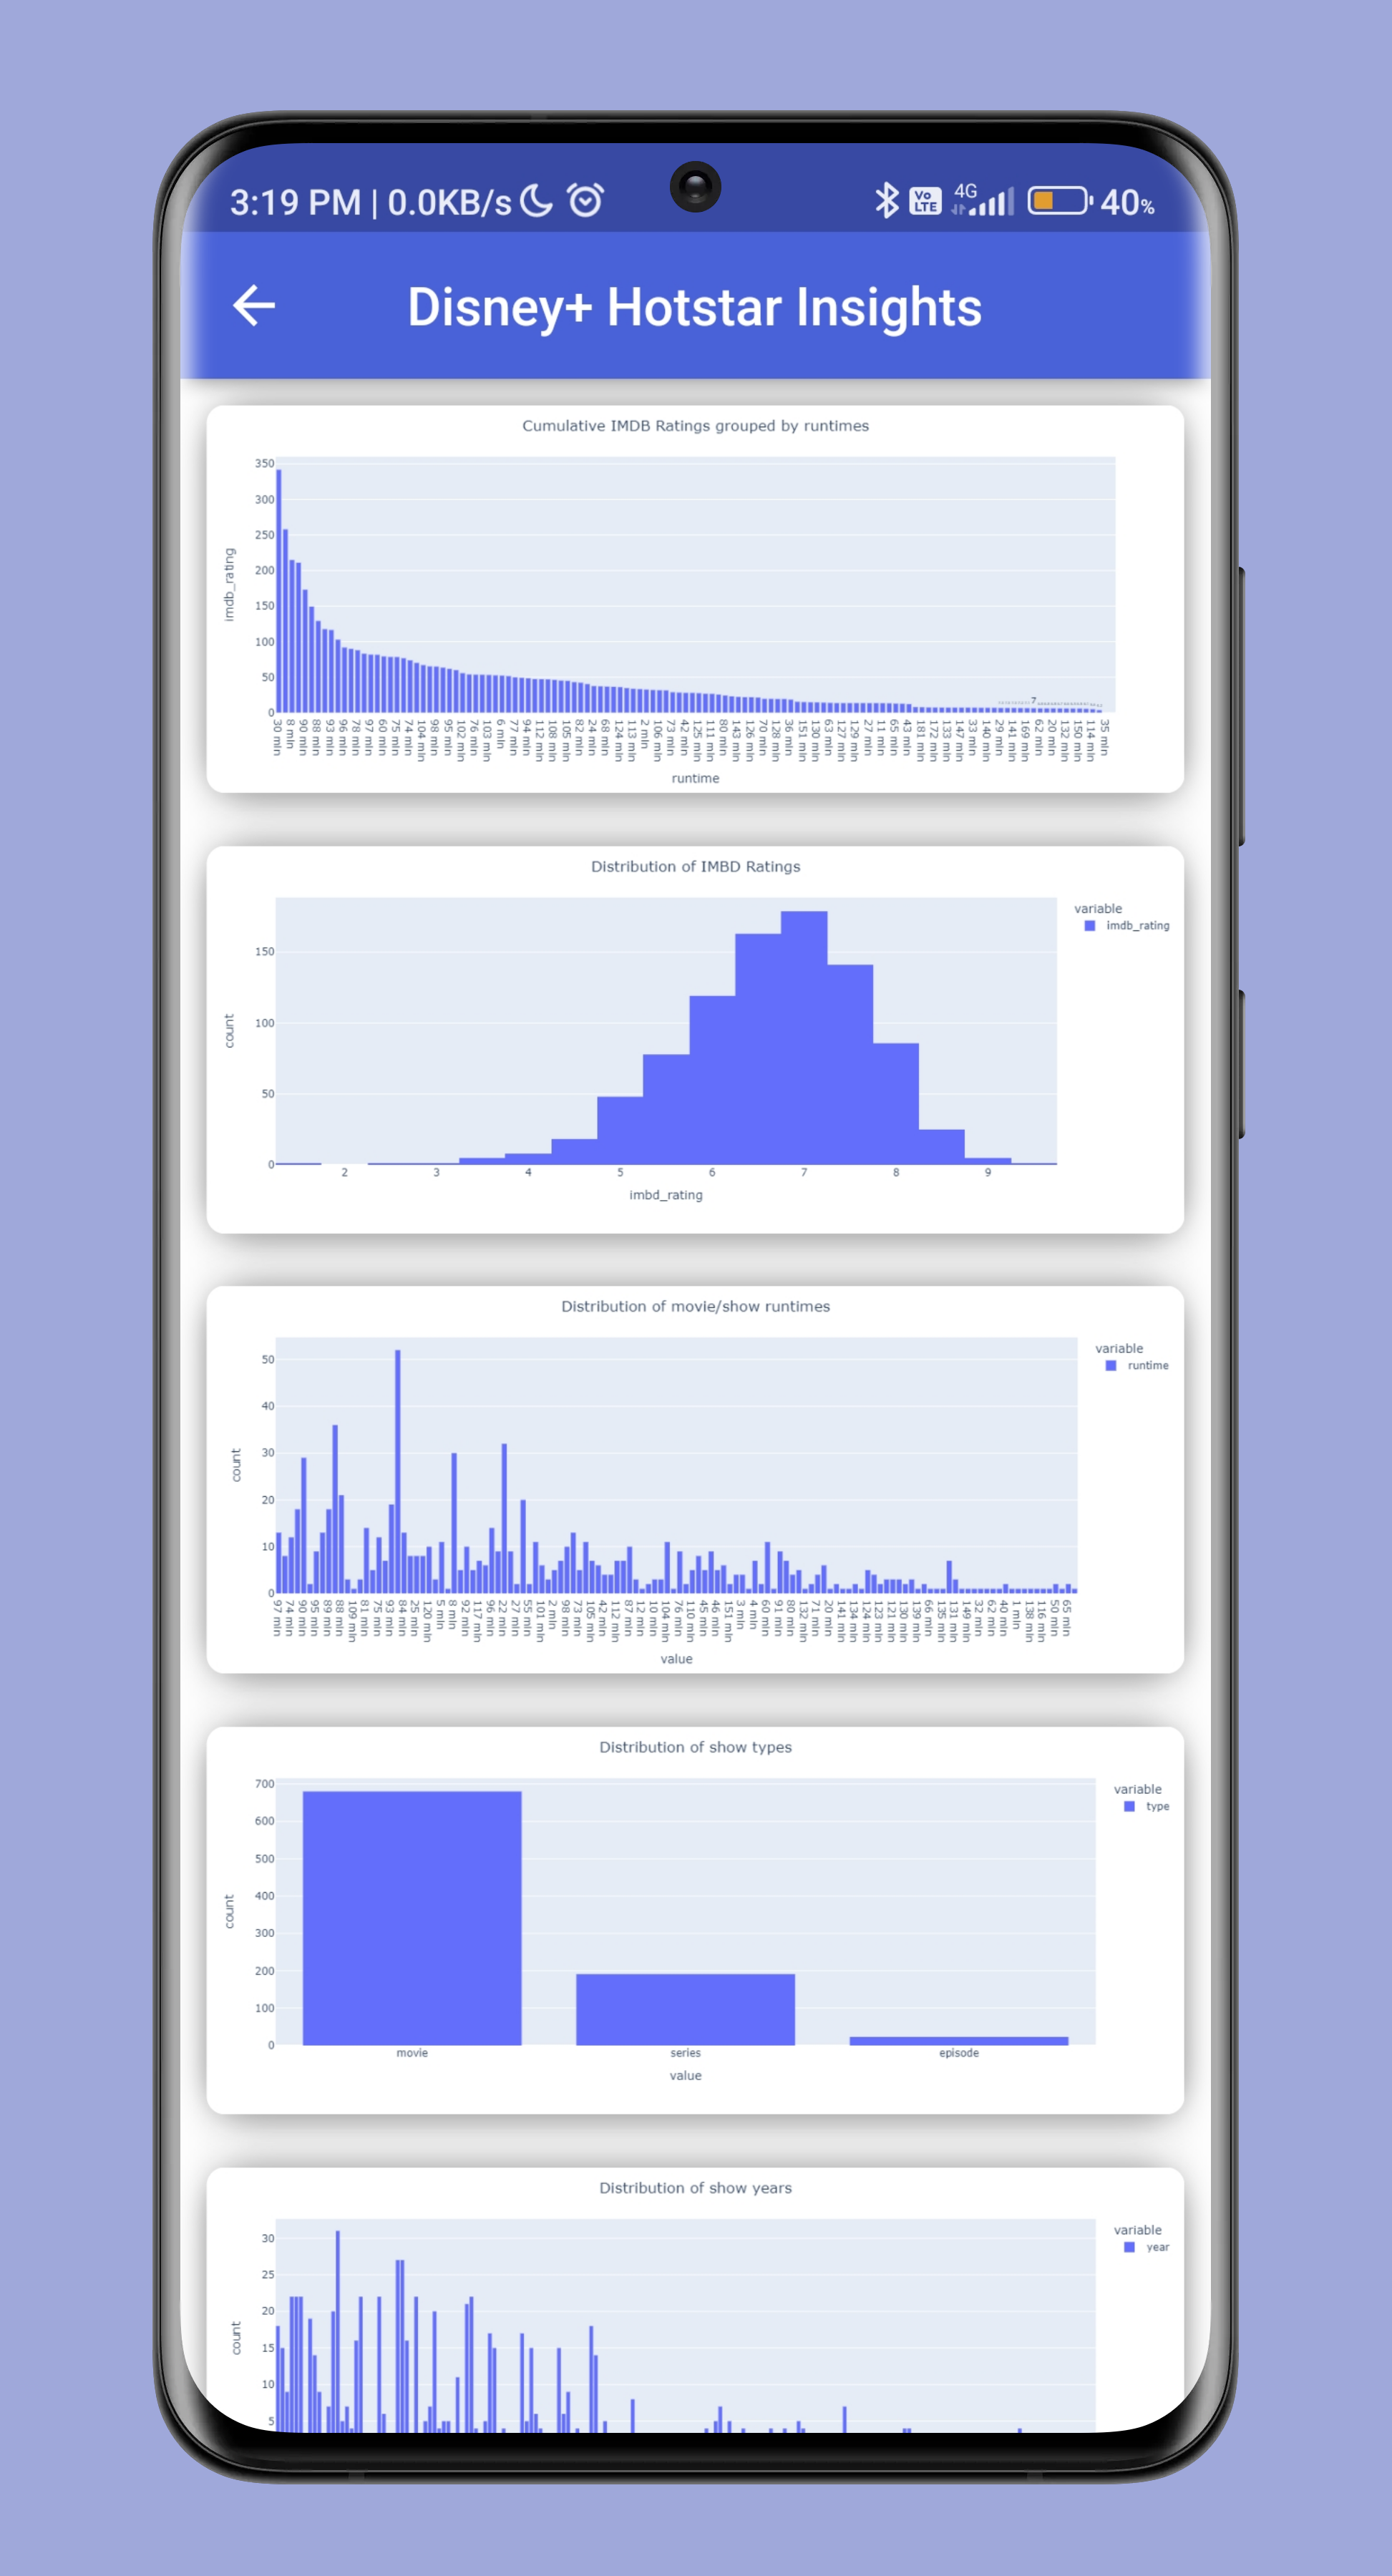 3:19 PM | 0.0KB/s
Vo LTE 4G 40%
Disney+ Hotstar Insights
Cumulative IMDB Ratings grouped by runtimes
imdb_rating
350
300
250
200
150
100
50
0
7
30 min 8 min 90 min 88 min 93 min 96 min 78 min 97 min 60 min 75 min 74 min 104 min 98 min 95 min 102 min 76 min 103 min 6 min 77 min 94 min 112 min 108 min 105 min 82 min 24 min 68 min 124 min 113 min 2 min 106 min 73 min 42 min 125 min 111 min 80 min 143 min 126 min 70 min 128 min 36 min 151 min 130 min 63 min 127 min 129 min 27 min 11 min 65 min 43 min 181 min 172 min 133 min 147 min 33 min 140 min 29 min 141 min 169 min 62 min 20 min 132 min 150 min 114 min 35 min
runtime
Distribution of IMBD Ratings
variable
imdb_rating
count
150
100
50
0
2 3 4 5 6 7 8 9
imbd_rating
Distribution of movie/show runtimes
variable
runtime
count
50
40
30
20
10
0
97 min 74 min 90 min 95 min 89 min 88 min 109 min 81 min 75 min 93 min 84 min 25 min 120 min 5 min 8 min 92 min 117 min 96 min 22 min 27 min 55 min 101 min 2 min 98 min 73 min 105 min 42 min 112 min 87 min 12 min 10 min 104 min 76 min 110 min 45 min 46 min 151 min 3 min 4 min 60 min 91 min 80 min 132 min 71 min 20 min 141 min 134 min 124 min 123 min 121 min 130 min 139 min 66 min 135 min 131 min 149 min 32 min 62 min 40 min 1 min 138 min 116 min 50 min 65 min
value
Distribution of show types
variable
type
count
700
600
500
400
300
200
100
0
movie series episode
value
Distribution of show years
variable
year
count
30
25
20
15
10
5